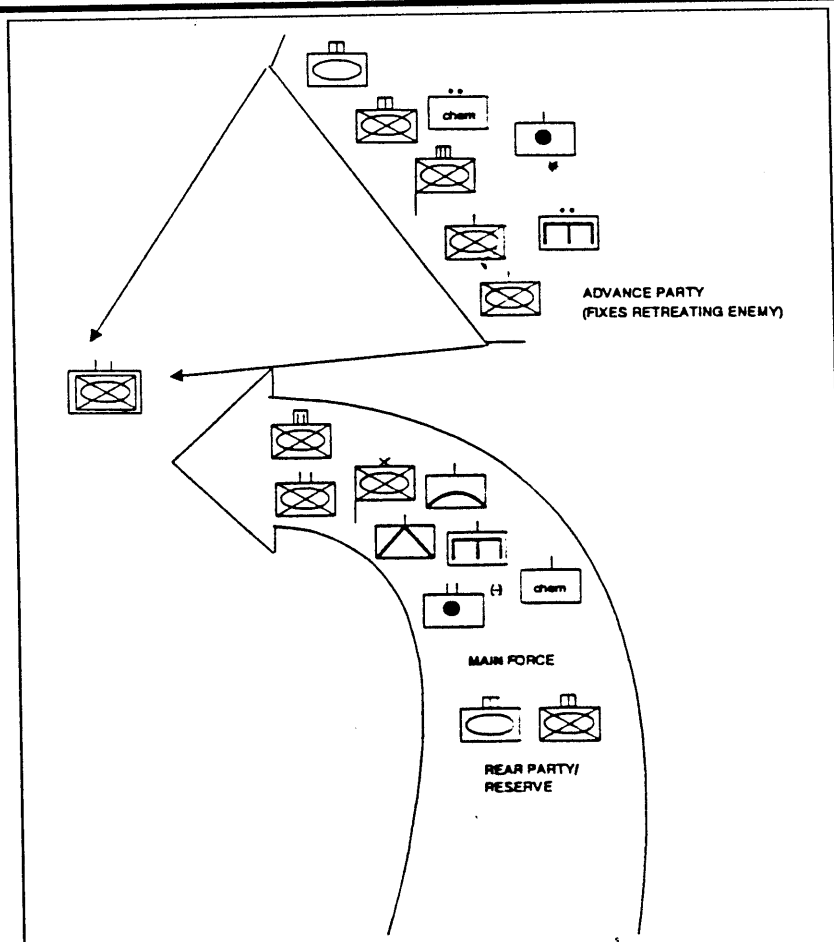 chem
ADVANCE PARTY
(FIXES RETREATING ENEMY)
(-)
chem
MAIN FORCE
REAR PARTY/
RESERVE